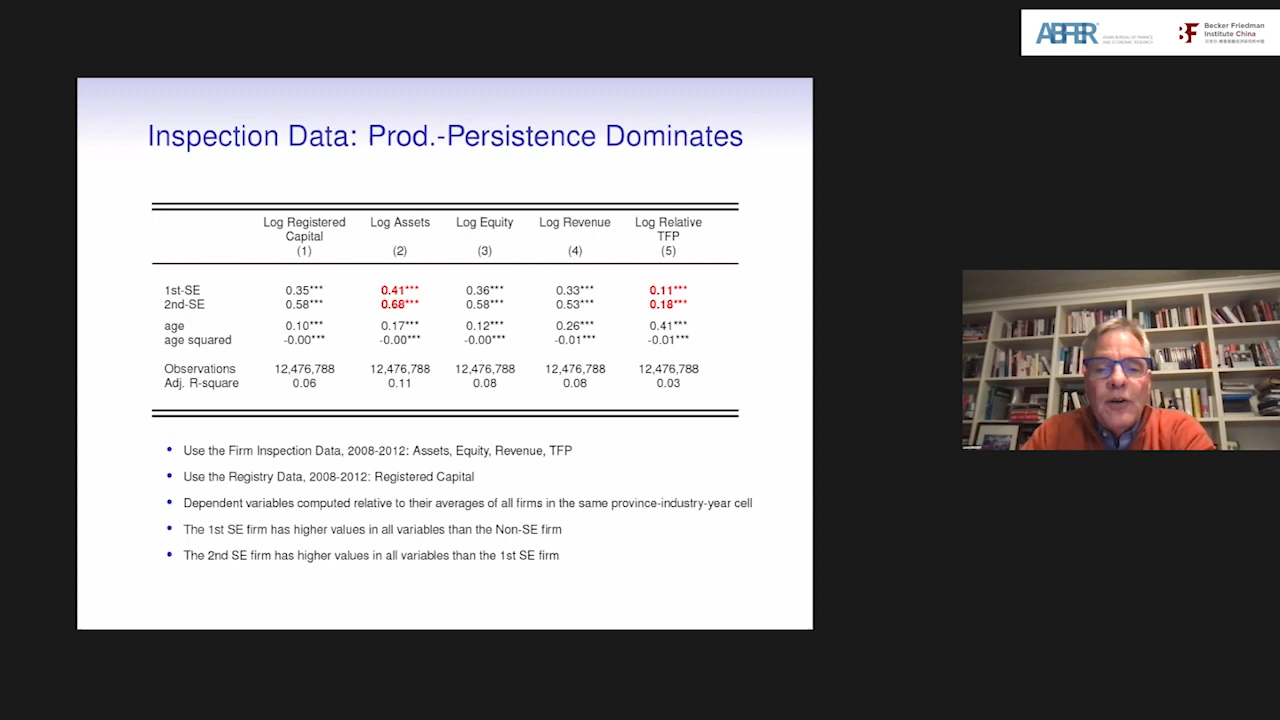 ABFER
ASIAN BUREAU OF FINANCE
AND ECONOMIC RESEARCH
BF
Becker Friedman
Institute China
Inspection Data: Prod.-Persistence Dominates
Log Registered Log Assets Log Equity Log Revenue Log Relative
Capital TFP
(1) (2) (3) (4) (5)
1st-SE 0.35*** 0.41*** 0.36*** 0.33*** 0.11***
2nd-SE 0.58*** 0.68*** 0.58*** 0.53*** 0.18***
age 0.10*** 0.17*** 0.12*** 0.26*** 0.41***
age squared -0.00*** -0.00*** -0.00*** -0.01*** -0.01***
Observations 12,476,788 12,476,788 12,476,788 12,476,788 12,476,788
Adj. R-square 0.06 0.11 0.08 0.08 0.03
• Use the Firm Inspection Data, 2008-2012: Assets, Equity, Revenue, TFP
• Use the Registry Data, 2008-2012: Registered Capital
• Dependent variables computed relative to their averages of all firms in the same province-industry-year cell
• The 1st SE firm has higher values in all variables than the Non-SE firm
• The 2nd SE firm has higher values in all variables than the 1st SE firm